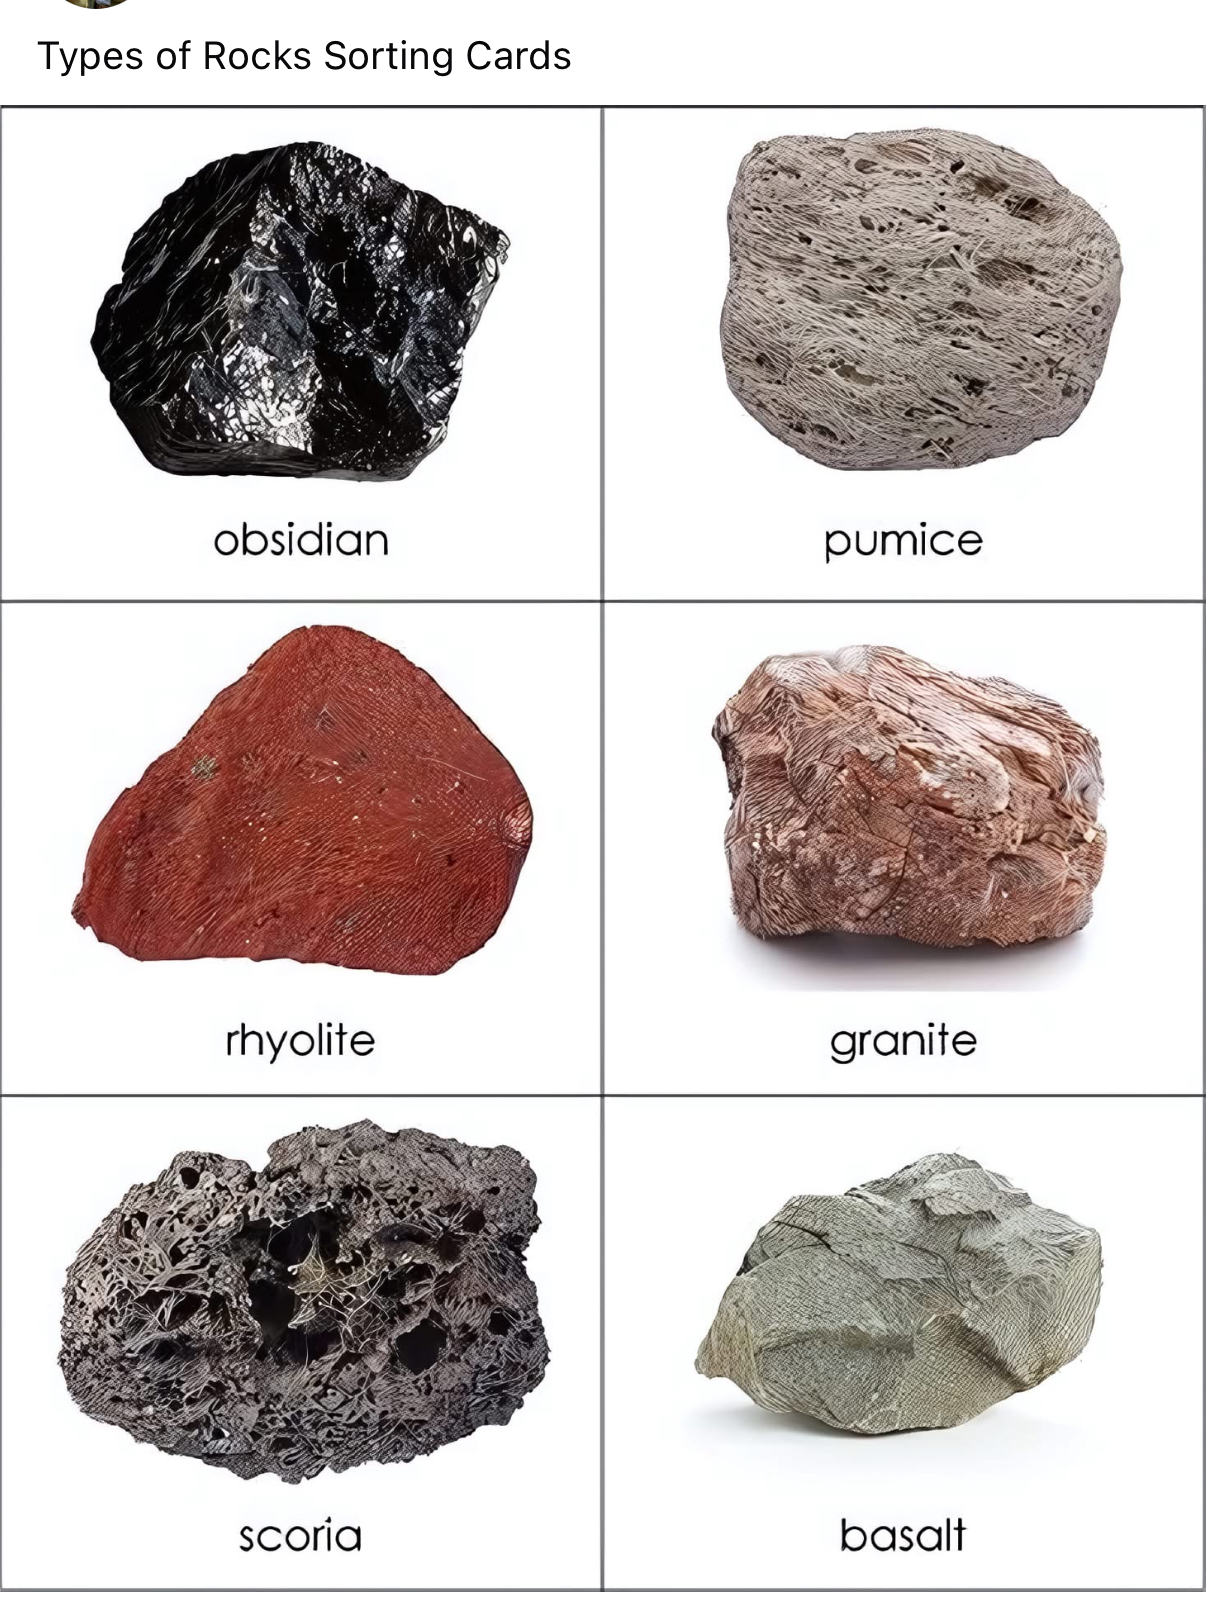 Types of Rocks Sorting Cards
obsidian
pumice
rhyolite
granite
scoria
basalt